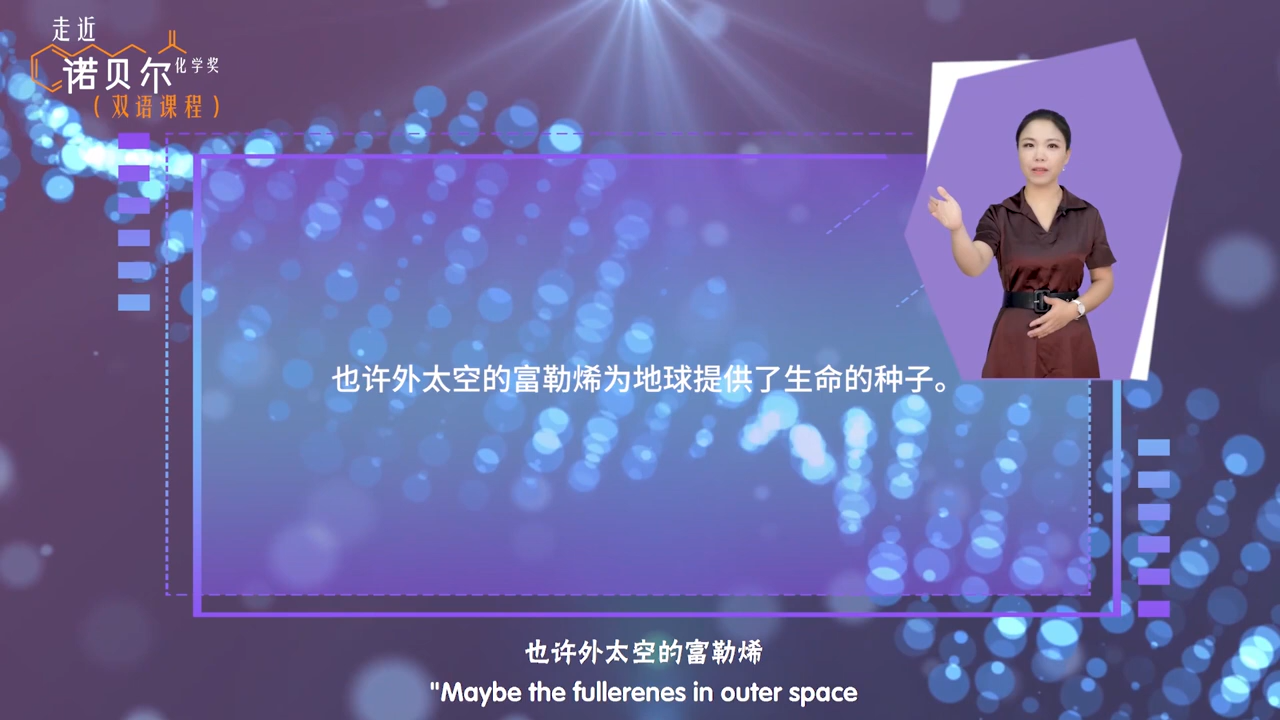 走近
诺贝尔化学奖
（双语课程）
也许外太空的富勒烯为地球提供了生命的种子。
也许外太空的富勒烯
"Maybe the fullerenes in outer space